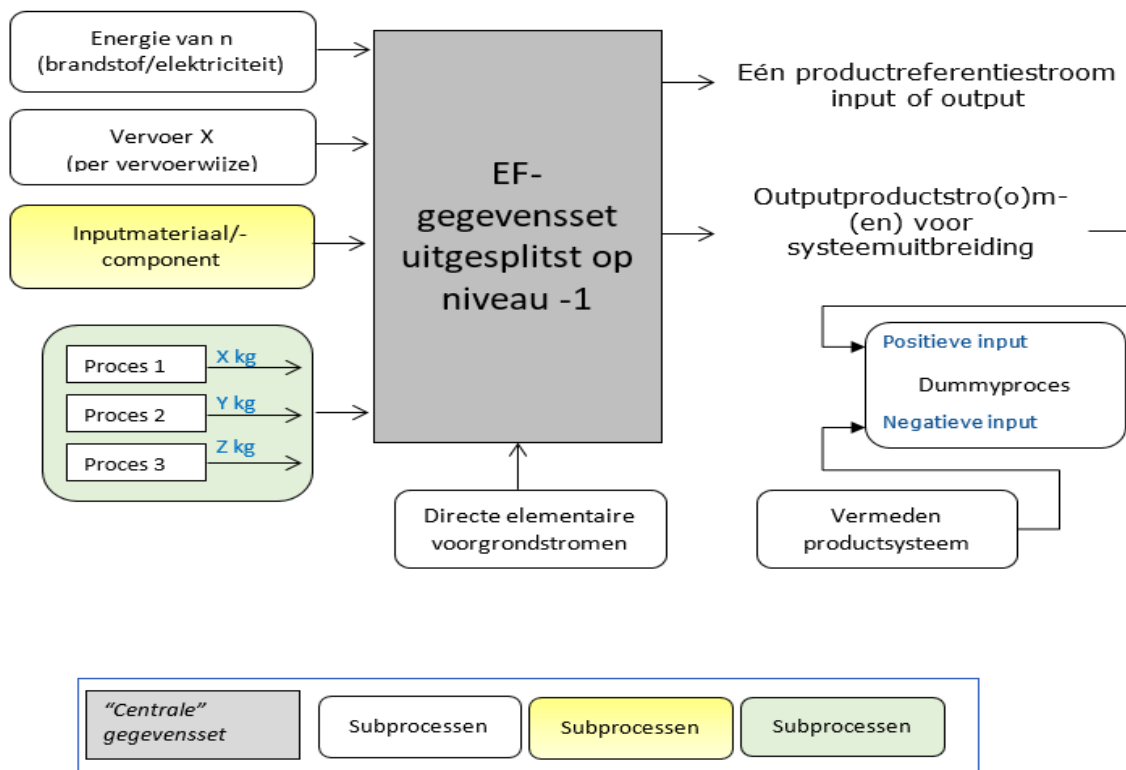 Energie van n
(brandstof/elektriciteit)
Vervoer X
(per vervoerwijze)
Inputmateriaal/-
component
Proces 1
X kg
Proces 2
Y kg
Proces 3
Z kg
EF-
gegevensset
uitgesplitst op
niveau -1
Directe elementaire
voorgrondstromen
Eén productreferentiestroom
input of output
Outputproductstro(o)m-
(en) voor
systeemuitbreiding
Positieve input
Dummyproces
Negatieve input
Vermeden
productsysteem
“Centrale”
gegevensset
Subprocessen
Subprocessen
Subprocessen